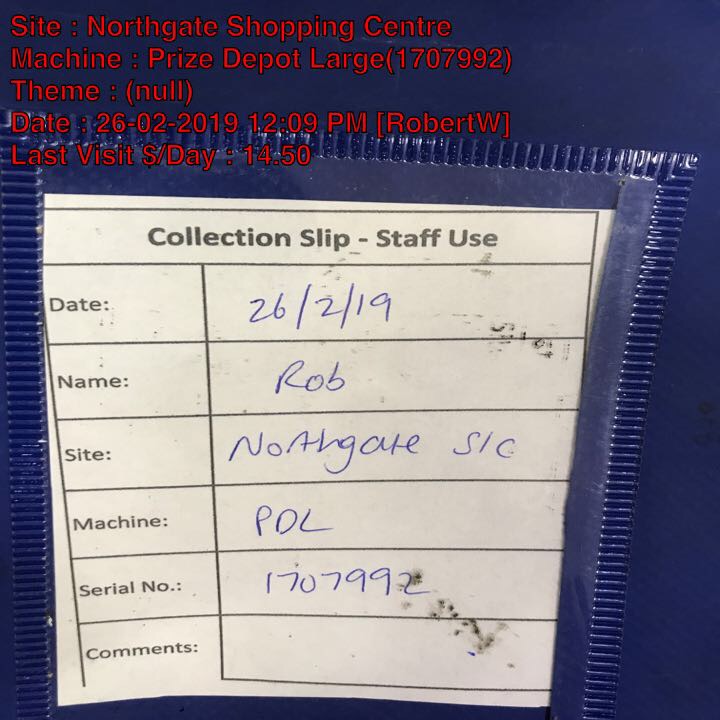 Site : Northgate Shopping Centre
Machine : Prize Depot Large(1707992)
Theme : (null)
Date : 26-02-2019 12:09 PM [RobertW]
Last Visit $/Day : 14.50
Collection Slip - Staff Use
Date: 26/2/19
Name: Rob
Site: Northgate S/C
Machine: PDL
Serial No.: 1707992
Comments: